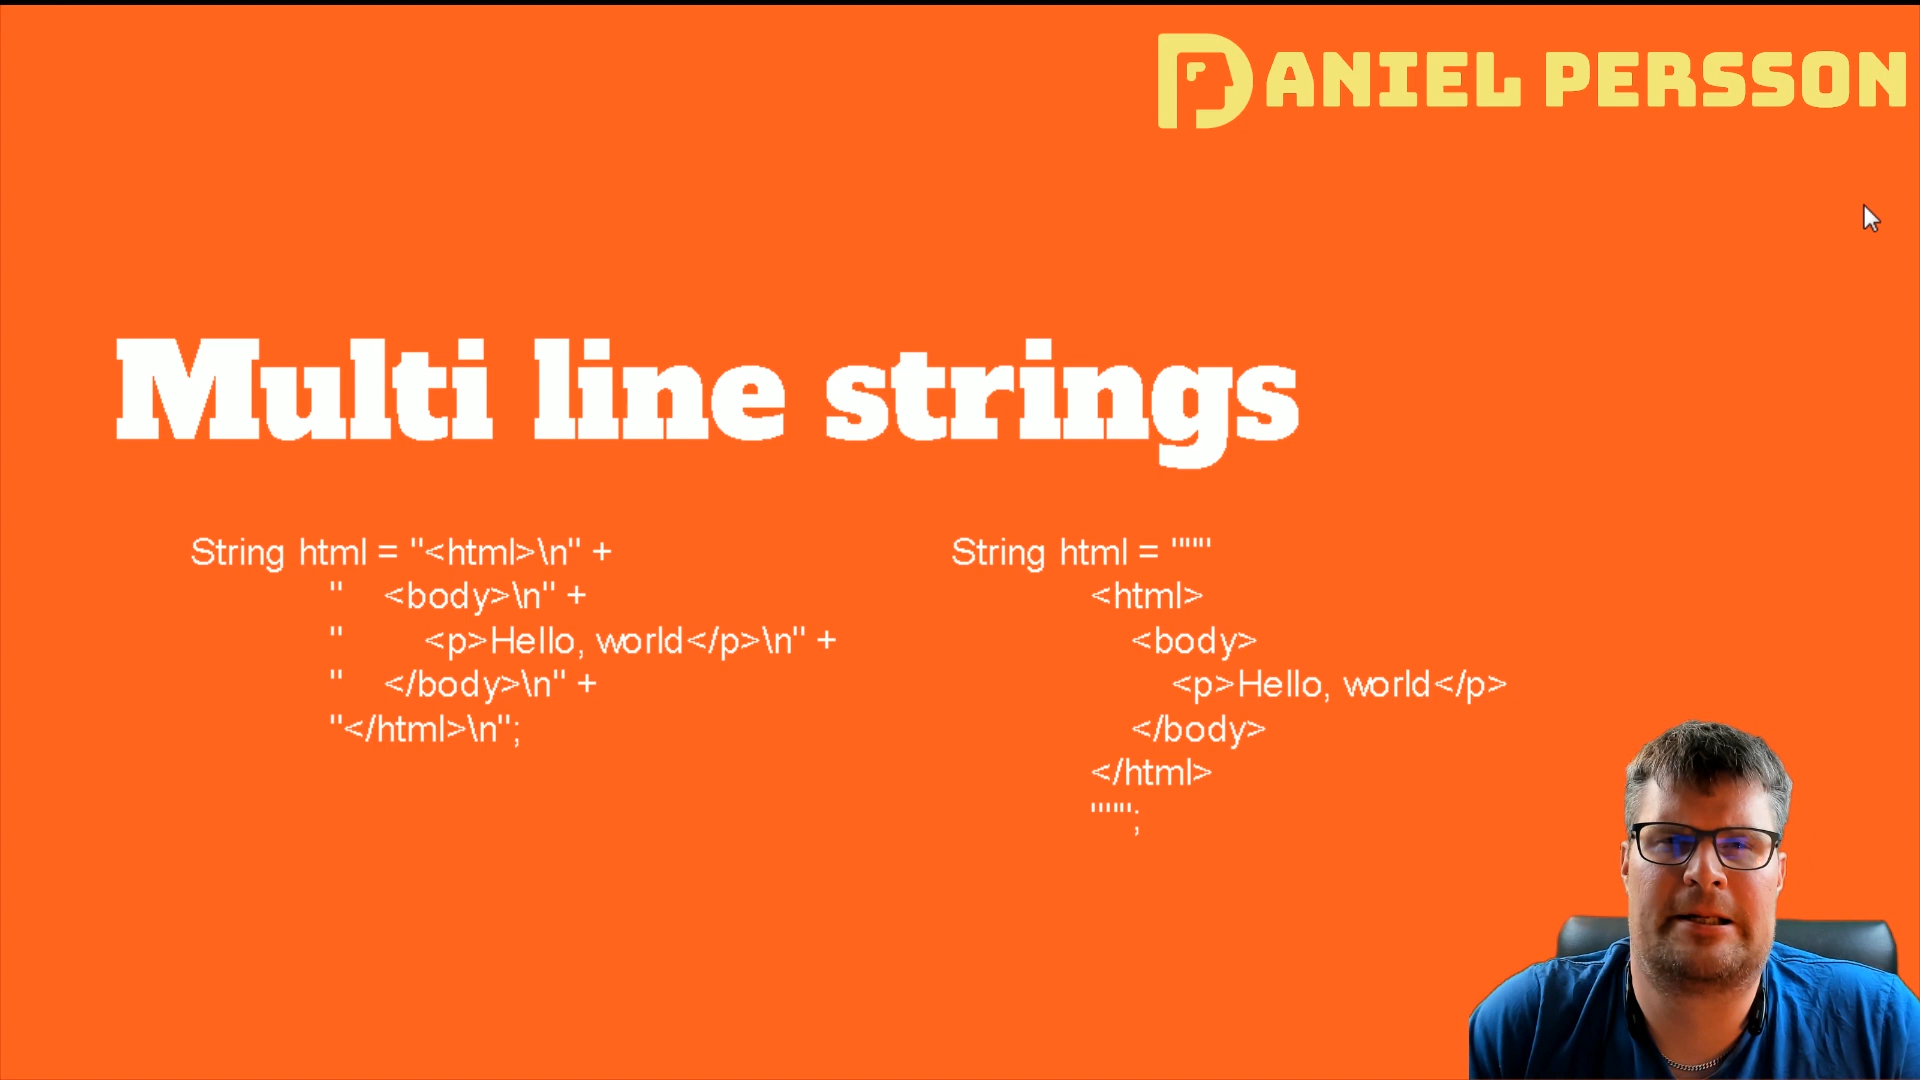 DANIEL PERSSON
Multi line strings
String html = "<html>\n" +
"    <body>\n" +
"        <p>Hello, world</p>\n" +
"    </body>\n" +
"</html>\n";
String html = """
<html>
    <body>
        <p>Hello, world</p>
    </body>
</html>
""";